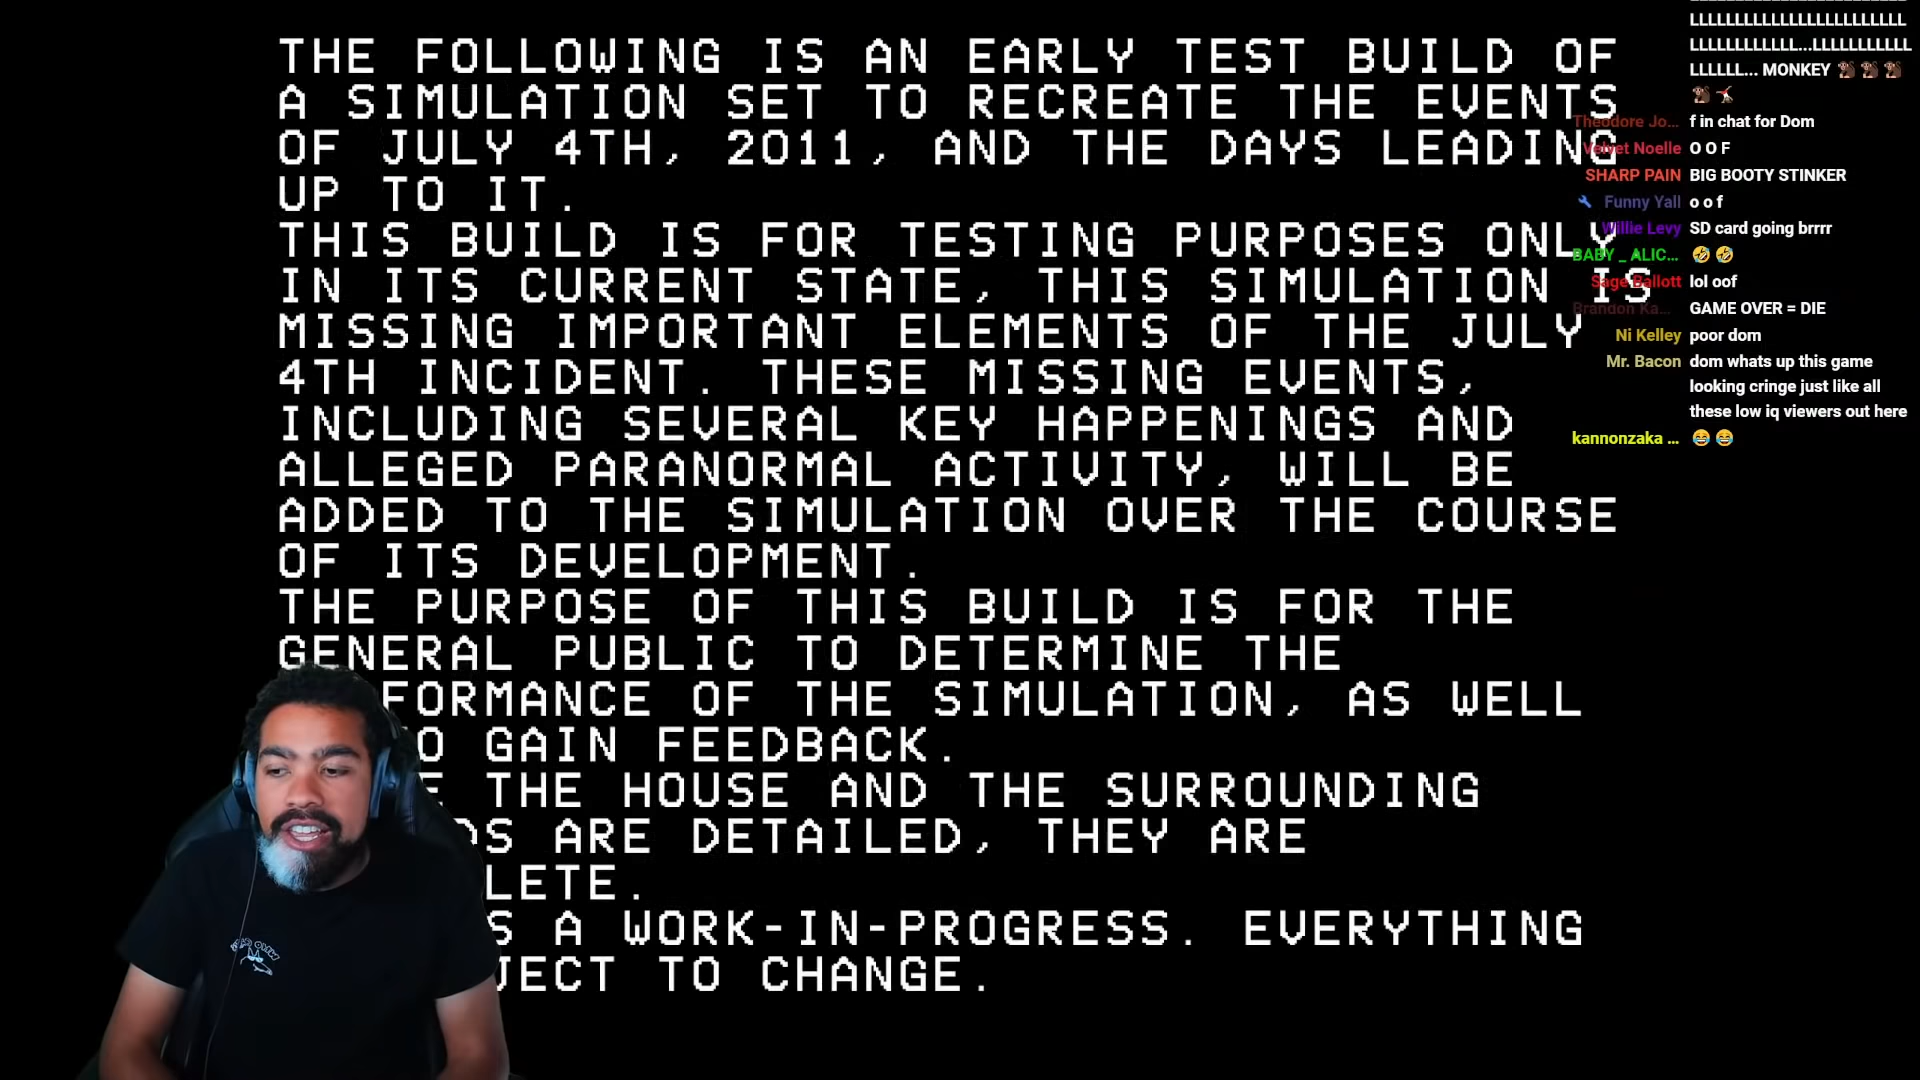 THE FOLLOWING IS AN EARLY TEST BUILD OF
A SIMULATION SET TO RECREATE THE EVENTS
OF JULY 4TH, 2011, AND THE DAYS LEADING
UP TO IT.
THIS BUILD IS FOR TESTING PURPOSES ONLY
IN ITS CURRENT STATE, THIS SIMULATION IS
MISSING IMPORTANT ELEMENTS OF THE JULY
4TH INCIDENT. THESE MISSING EVENTS,
INCLUDING SEVERAL KEY HAPPENINGS AND
ALLEGED PARANORMAL ACTIVITY, WILL BE
ADDED TO THE SIMULATION OVER THE COURSE
OF ITS DEVELOPMENT.
THE PURPOSE OF THIS BUILD IS FOR THE
GENERAL PUBLIC TO DETERMINE THE
FORMANCE OF THE SIMULATION, AS WELL
O GAIN FEEDBACK.
E THE HOUSE AND THE SURROUNDING
DS ARE DETAILED, THEY ARE
LETE.
S A WORK-IN-PROGRESS. EVERYTHING
JECT TO CHANGE.
LLLLLLLLLLLLLLLLLLLLLLLL
LLLLLLLLLLLL...LLLLLLLLLLL
LLLLLL... MONKEY 🐒 🐒 🐒
Theodore Jo... f in chat for Dom
Velvet Noelle O O F
SHARP PAIN BIG BOOTY STINKER
Funny Yall o o f
Willie Levy SD card going brrrr
BABY _ ALIC... 🤣 🤣
Sage Ballott lol oof
Brandon Ka... GAME OVER = DIE
Ni Kelley poor dom
Mr. Bacon dom whats up this game
looking cringe just like all
these low iq viewers out here
kannonzaka ... 😂 😂